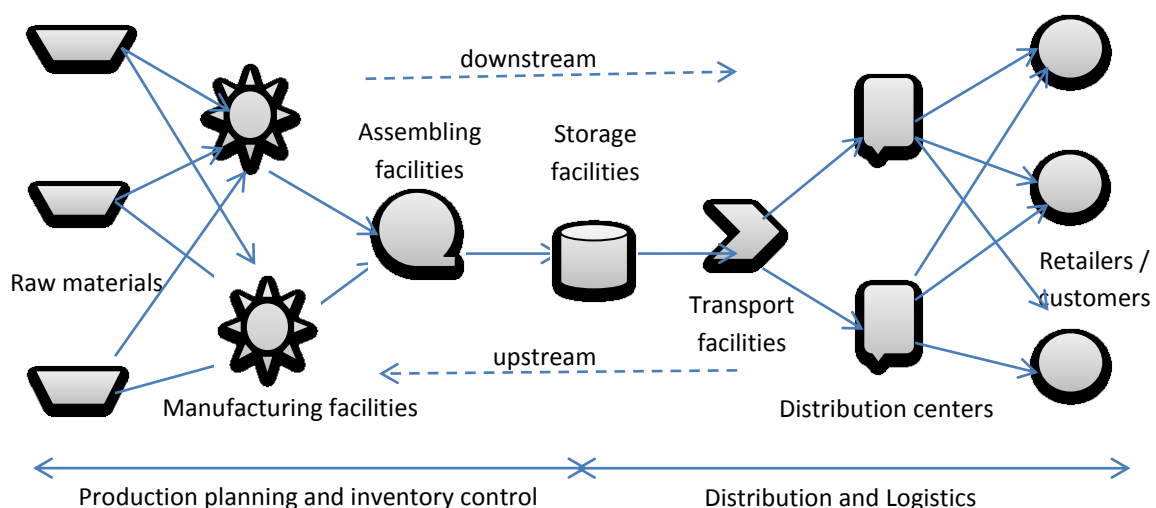 downstream
Assembling
facilities
Storage
facilities
Raw materials
Retailers /
customers
Transport
facilities
upstream
Manufacturing facilities
Distribution centers
Production planning and inventory control
Distribution and Logistics